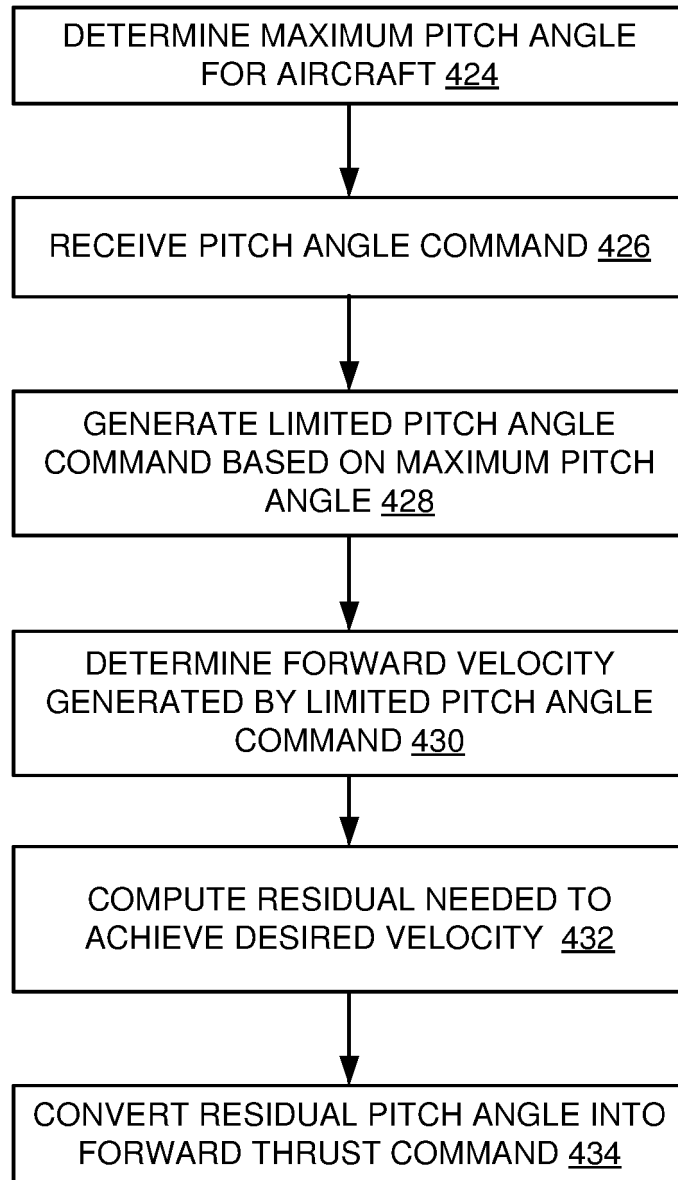 DETERMINE MAXIMUM PITCH ANGLE
FOR AIRCRAFT 424
RECEIVE PITCH ANGLE COMMAND 426
GENERATE LIMITED PITCH ANGLE
COMMAND BASED ON MAXIMUM PITCH
ANGLE 428
DETERMINE FORWARD VELOCITY
GENERATED BY LIMITED PITCH ANGLE
COMMAND 430
COMPUTE RESIDUAL NEEDED TO
ACHIEVE DESIRED VELOCITY 432
CONVERT RESIDUAL PITCH ANGLE INTO
FORWARD THRUST COMMAND 434